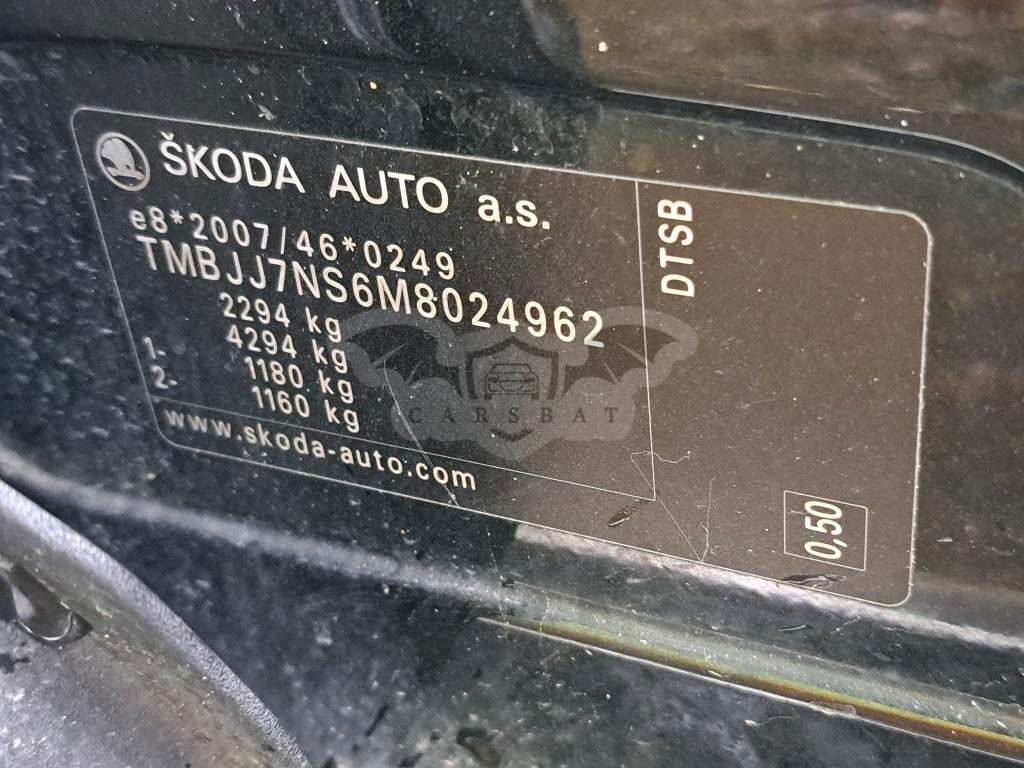 ŠKODA AUTO a.s.
e8*2007/46*0249
TMBJJ7NS6M8024962
2294 kg
4294 kg
1- 1180 kg
2- 1160 kg
www.skoda-auto.com
DTSB
0,50
CARSBAT